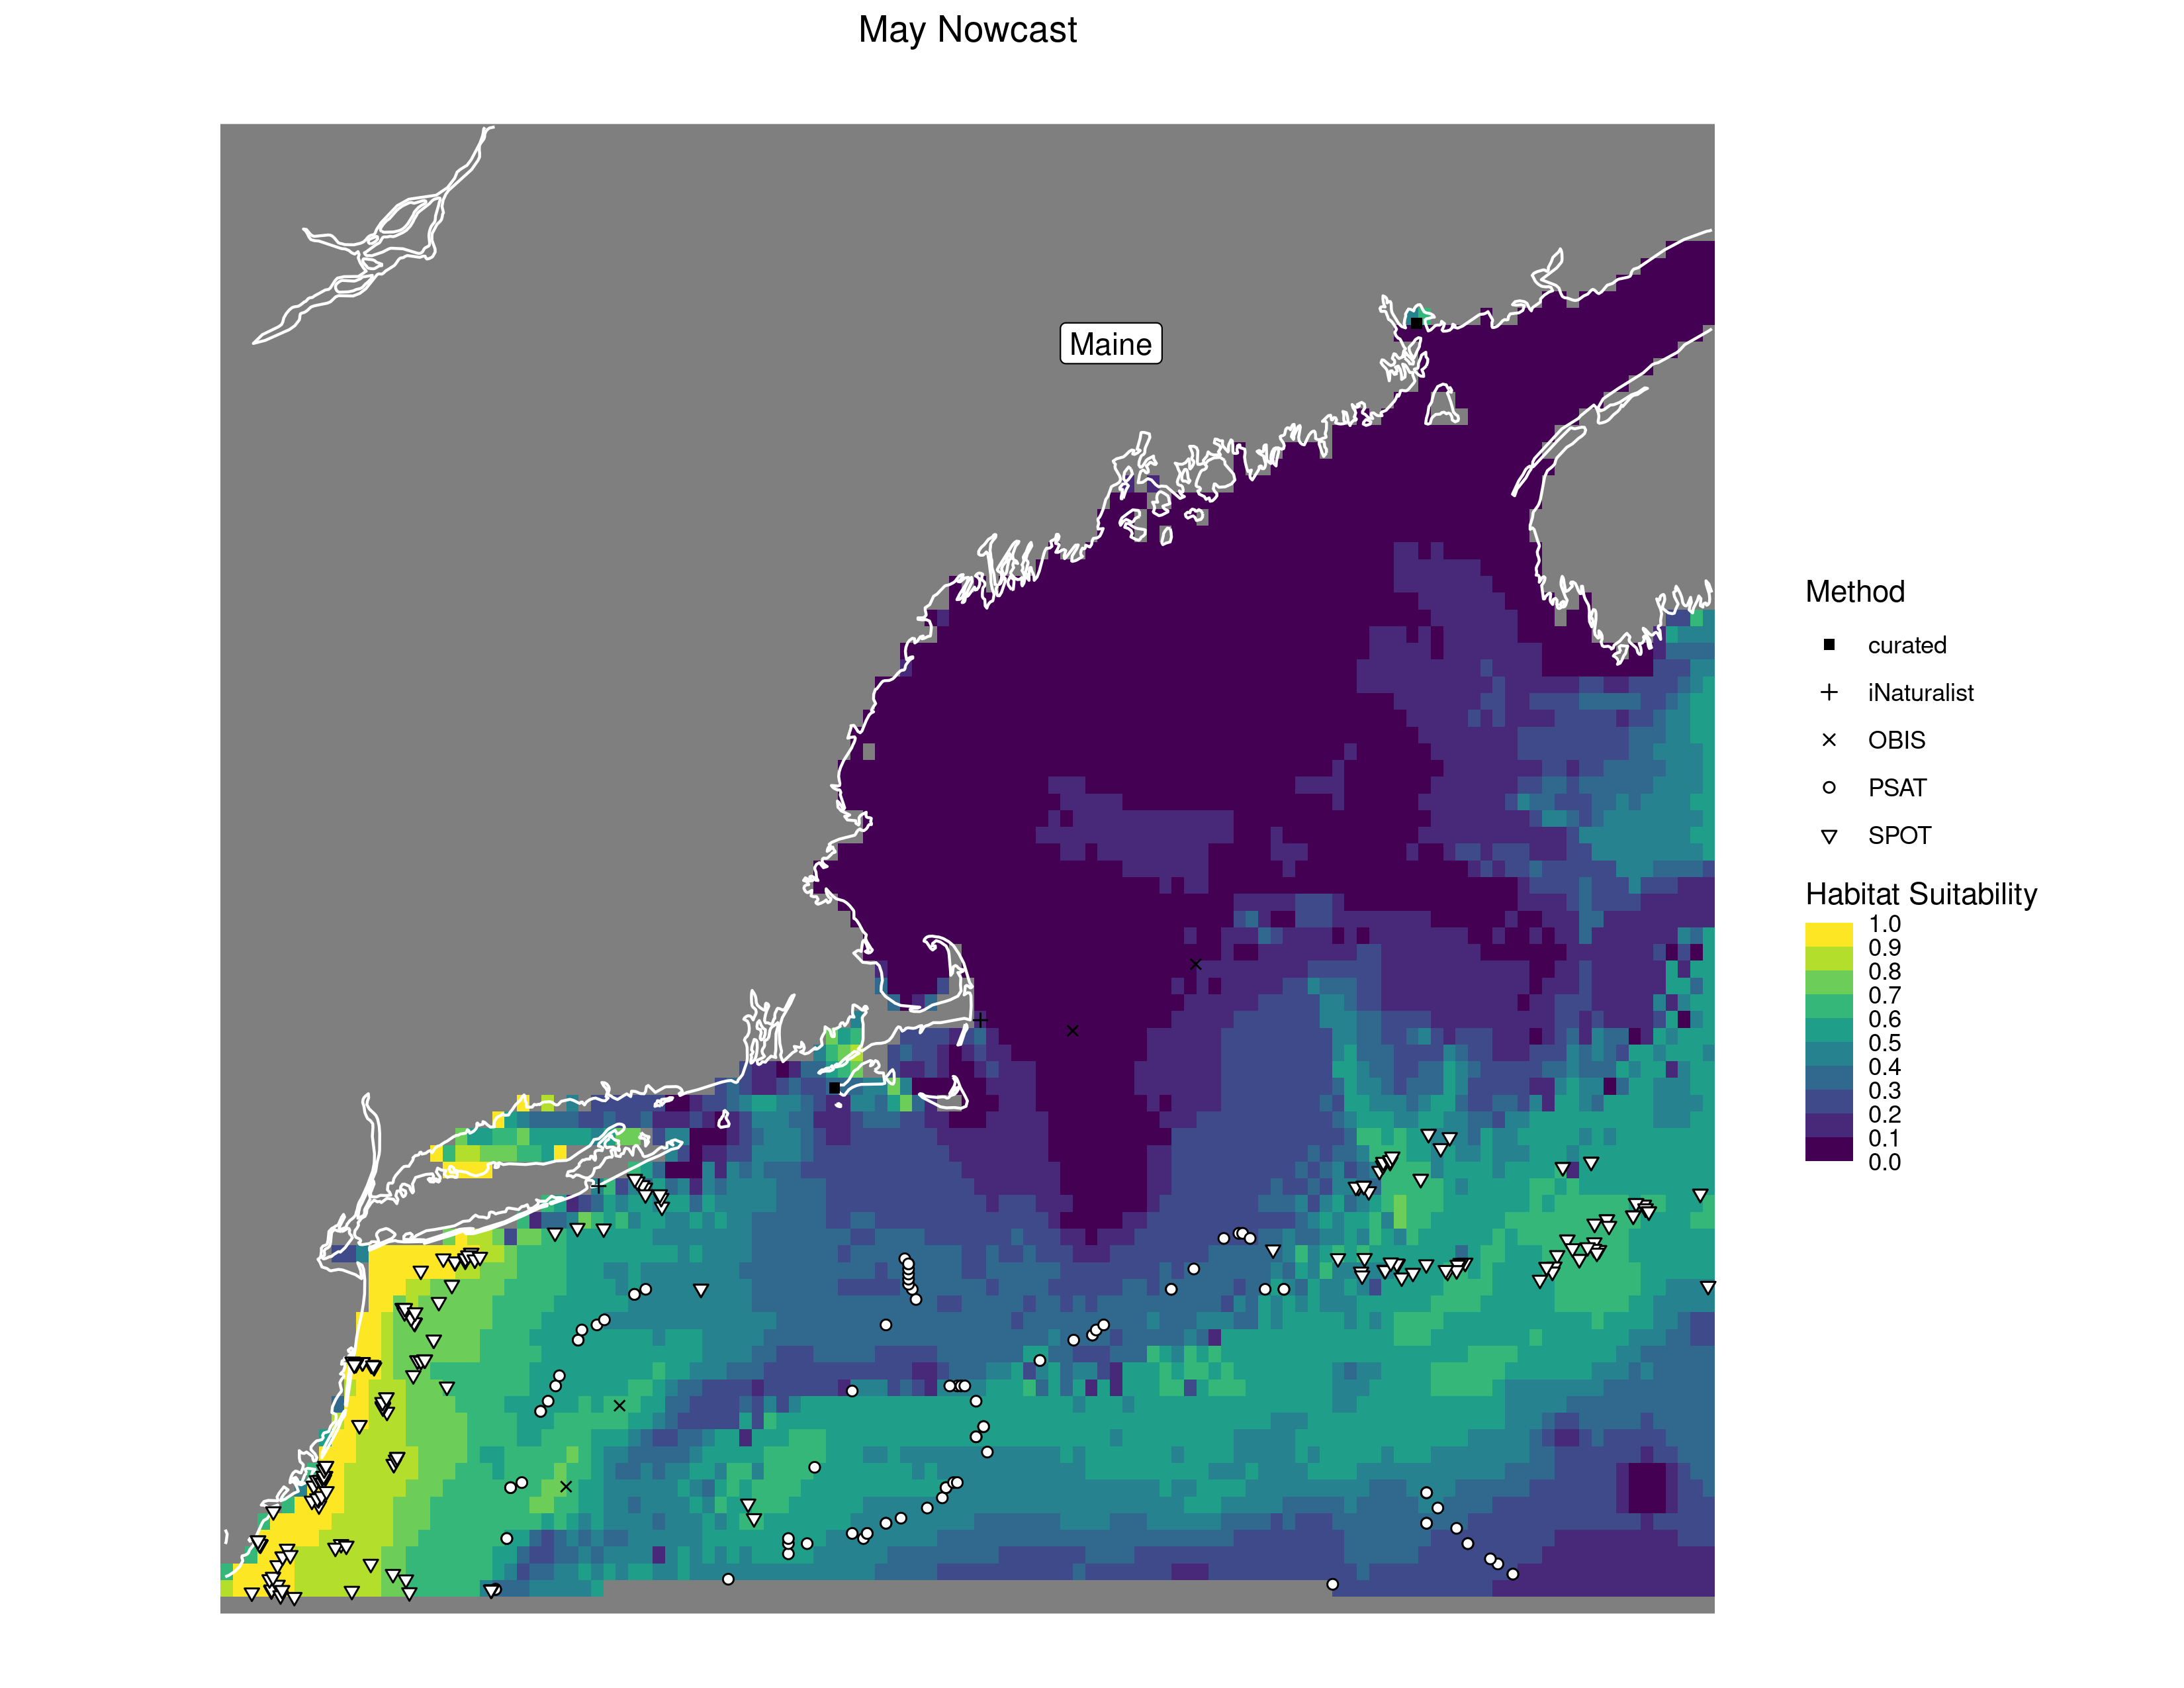 May Nowcast
Maine
Method
curated
iNaturalist
OBIS
PSAT
SPOT
Habitat Suitability
1.0
0.9
0.8
0.7
0.6
0.5
0.4
0.3
0.2
0.1
0.0